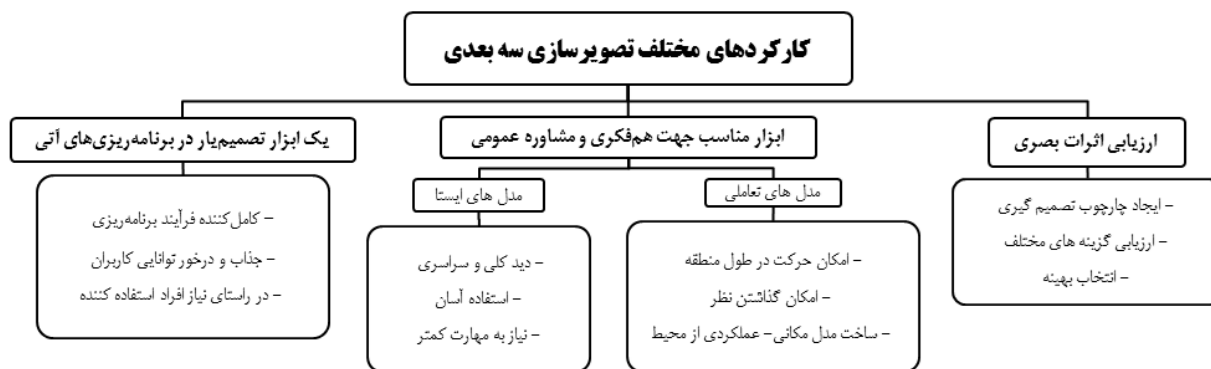 کارکردهای مختلف تصویرسازی سه بعدی
ارزیابی اثرات بصری
- ایجاد چارچوب تصمیم گیری
- ارزیابی گزینه های مختلف
- انتخاب بهینه
ابزار مناسب جهت هم‌فکری و مشاوره عمومی
مدل های تعاملی
- امکان حرکت در طول منطقه
- امکان گذاشتن نظر
- ساخت مدل مکانی- عملکردی از محیط
مدل های ایستا
- دید کلی و سراسری
- استفاده آسان
- نیاز به مهارت کمتر
یک ابزار تصمیم‌یار در برنامه‌ریزی‌های آتی
- کامل‌کننده فرآیند برنامه‌ریزی
- جذاب و درخور توانایی کاربران
- در راستای نیاز افراد استفاده کننده